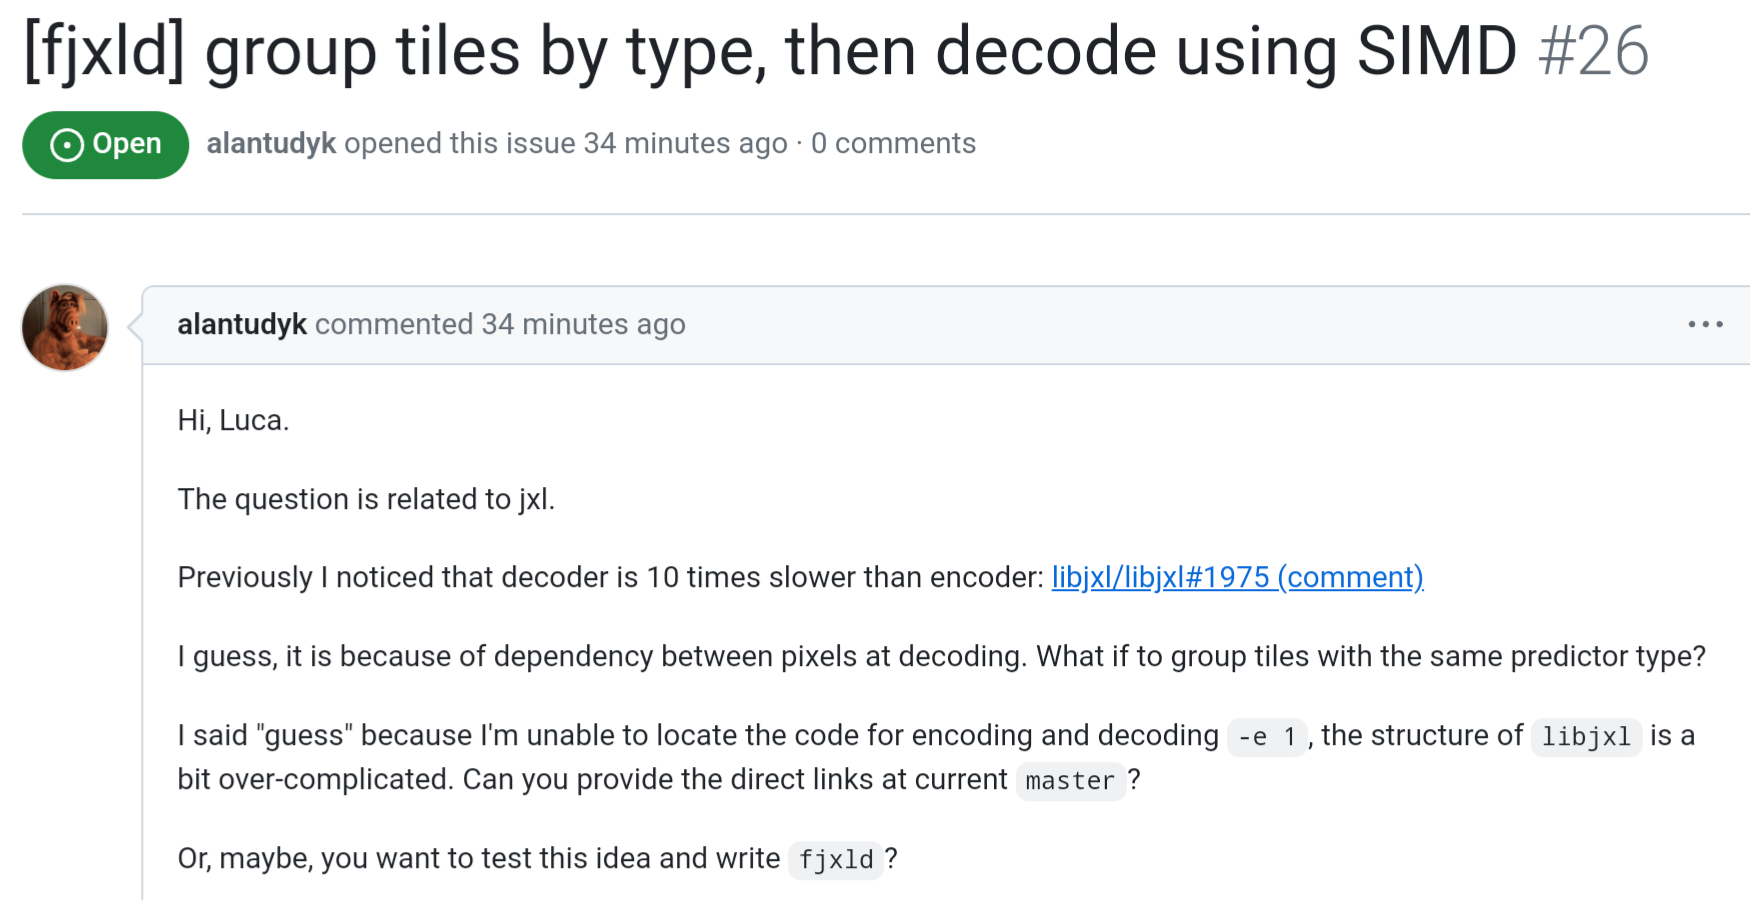 [fjxld] group tiles by type, then decode using SIMD #26
Open alantudyk opened this issue 34 minutes ago · 0 comments
alantudyk commented 34 minutes ago
Hi, Luca.
The question is related to jxl.
Previously I noticed that decoder is 10 times slower than encoder: libjxl/libjxl#1975 (comment)
I guess, it is because of dependency between pixels at decoding. What if to group tiles with the same predictor type?
I said "guess" because I'm unable to locate the code for encoding and decoding -e 1, the structure of libjxl is a
bit over-complicated. Can you provide the direct links at current master?
Or, maybe, you want to test this idea and write fjxld?